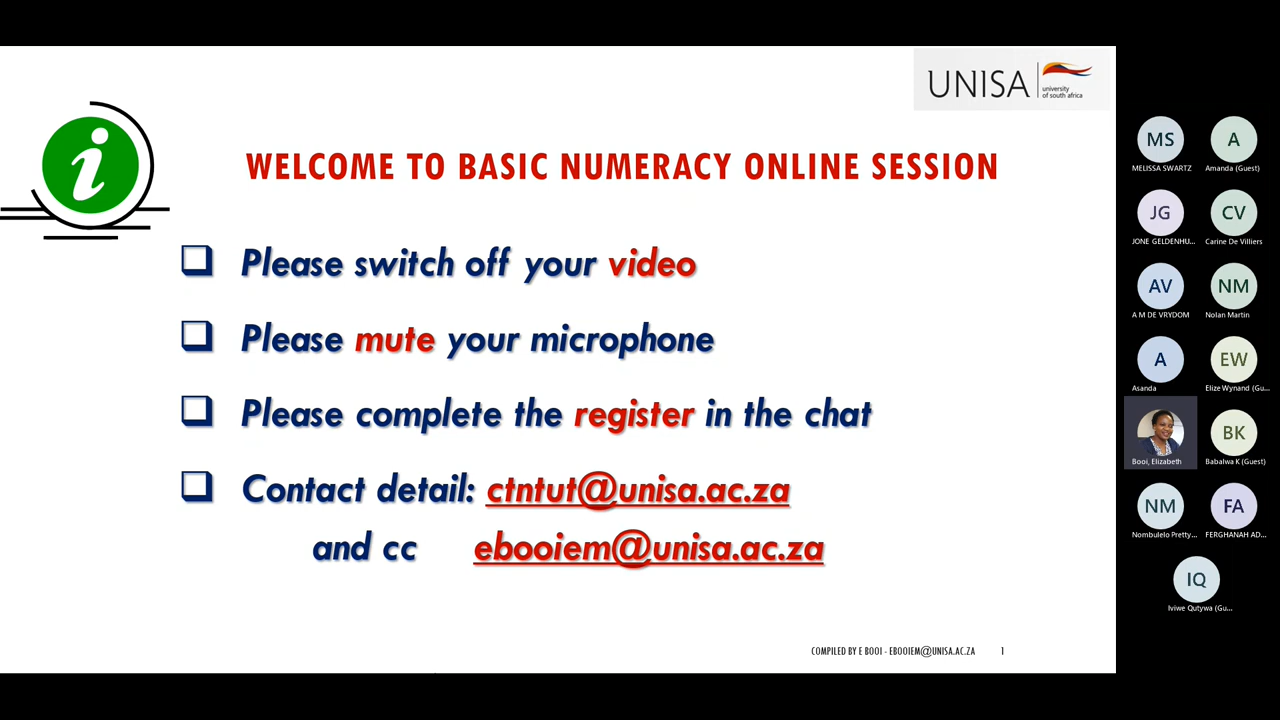 UNISA
university
of south africa
i
WELCOME TO BASIC NUMERACY ONLINE SESSION
Please switch off your video
Please mute your microphone
Please complete the register in the chat
Contact detail: ctntut@unisa.ac.za
and cc ebooiem@unisa.ac.za
COMPILED BY E BOOI - EBOOIEM@UNISA.AC.ZA 1
MS A
MELISSA SWARTZ Amanda (Guest)
JG CV
JONE GELDENHU... Carine De Villiers
AV NM
A M DE VRYDOM Nolan Martin
A EW
Asanda Elize Wynand (Gu...
BK
Booi, Elizabeth Babalwa K (Guest)
NM FA
Nombulelo Pretty... FERGHANAH AD...
IQ
Iviwe Qutywa (Gu...